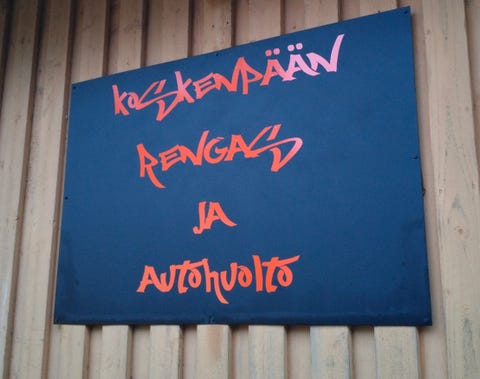 KOSKENPÄÄN
RENGAS
JA
AUTOHUOLTO